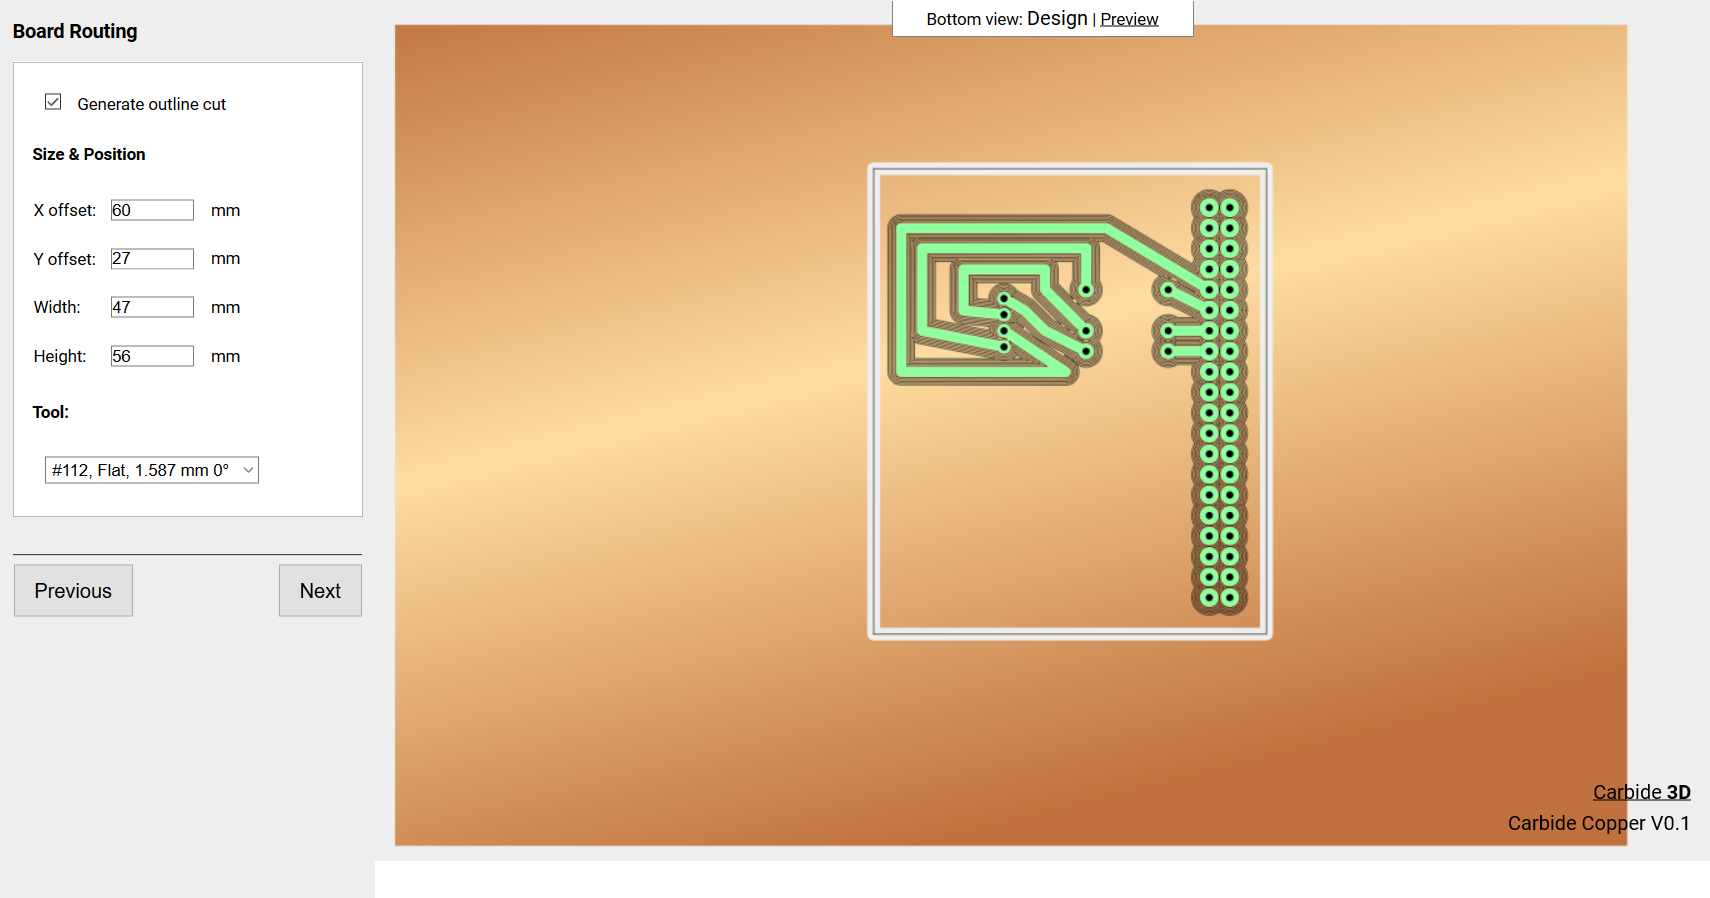 Board Routing
Bottom view: Design | Preview
Generate outline cut
Size & Position
X offset: 60 mm
Y offset: 27 mm
Width: 47 mm
Height: 56 mm
Tool:
#112, Flat, 1.587 mm 0°
Previous Next
Carbide 3D
Carbide Copper V0.1